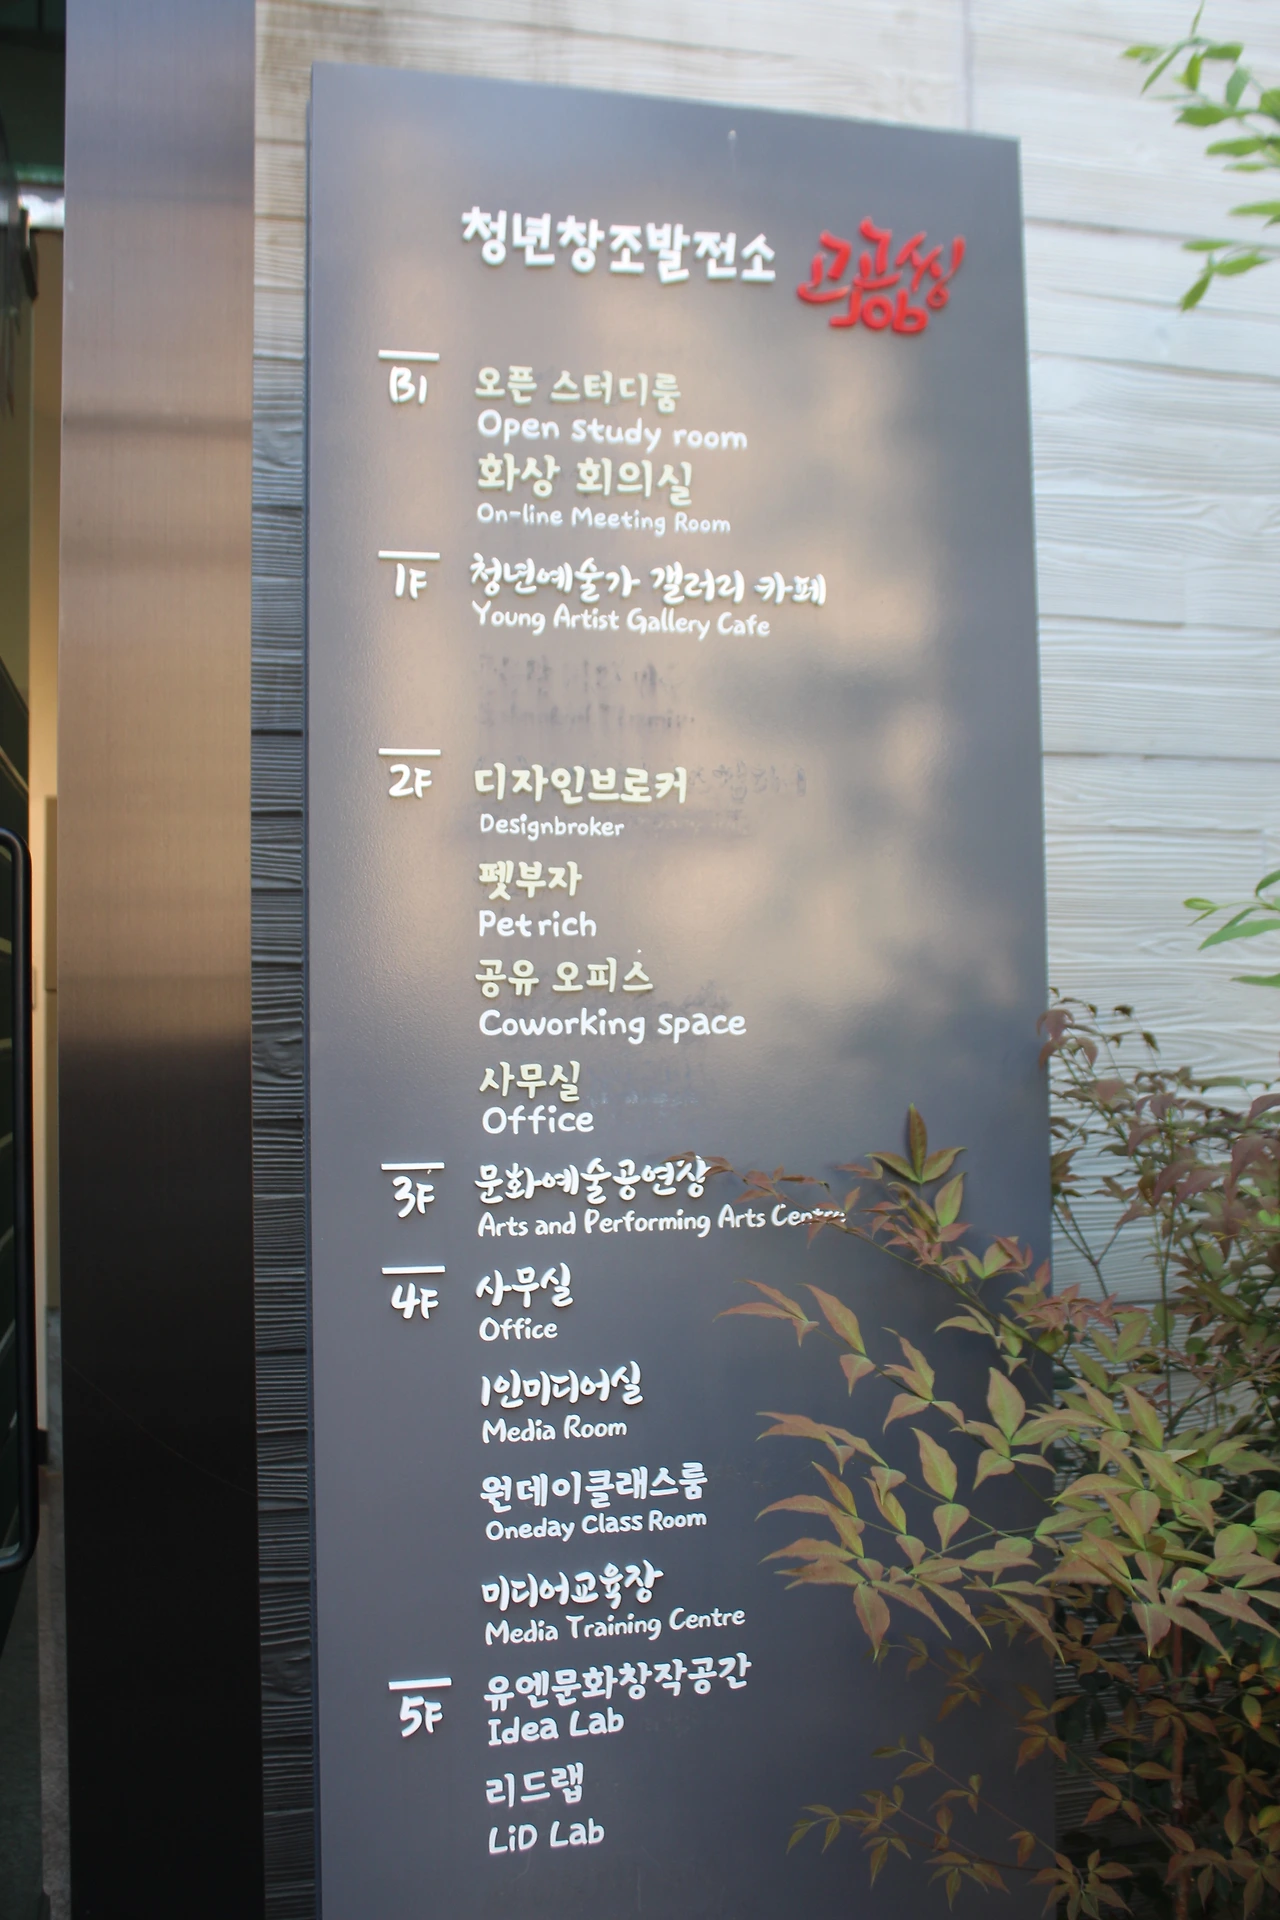 청년창조발전소 고고씽 Job
B1 오픈 스터디룸
Open study room
화상 회의실
On-line Meeting Room
1F 청년예술가 갤러리 카페
Young Artist Gallery Cafe
2F 디자인브로커
Designbroker
펫부자
Pet rich
공유 오피스
Coworking space
사무실
Office
3F 문화예술공연장
Arts and Performing Arts Centre
4F 사무실
Office
1인미디어실
Media Room
원데이클래스룸
Oneday Class Room
미디어교육장
Media Training Centre
5F 유엔문화창작공간
Idea Lab
리드랩
LiD Lab